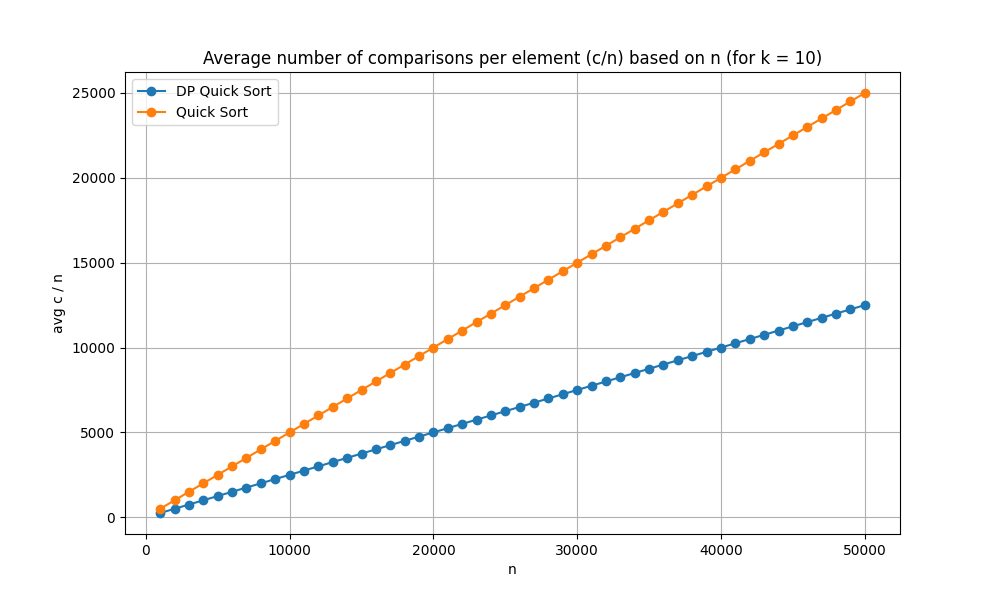 Average number of comparisons per element (c/n) based on n (for k = 10)
DP Quick Sort
Quick Sort
avg c / n
25000
20000
15000
10000
5000
0
0 10000 20000 30000 40000 50000
n